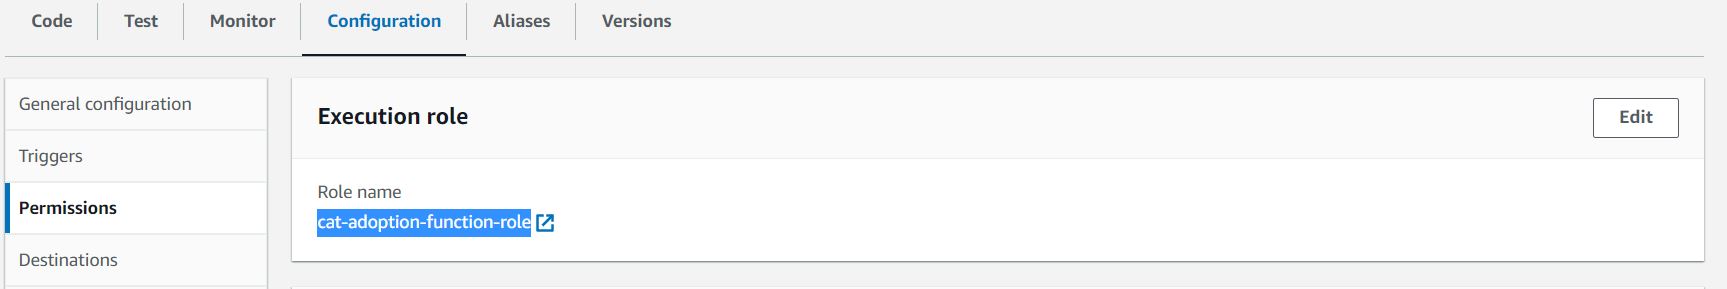 Code Test Monitor Configuration Aliases Versions
General configuration
Triggers
Permissions
Destinations
Execution role
Edit
Role name
cat-adoption-function-role